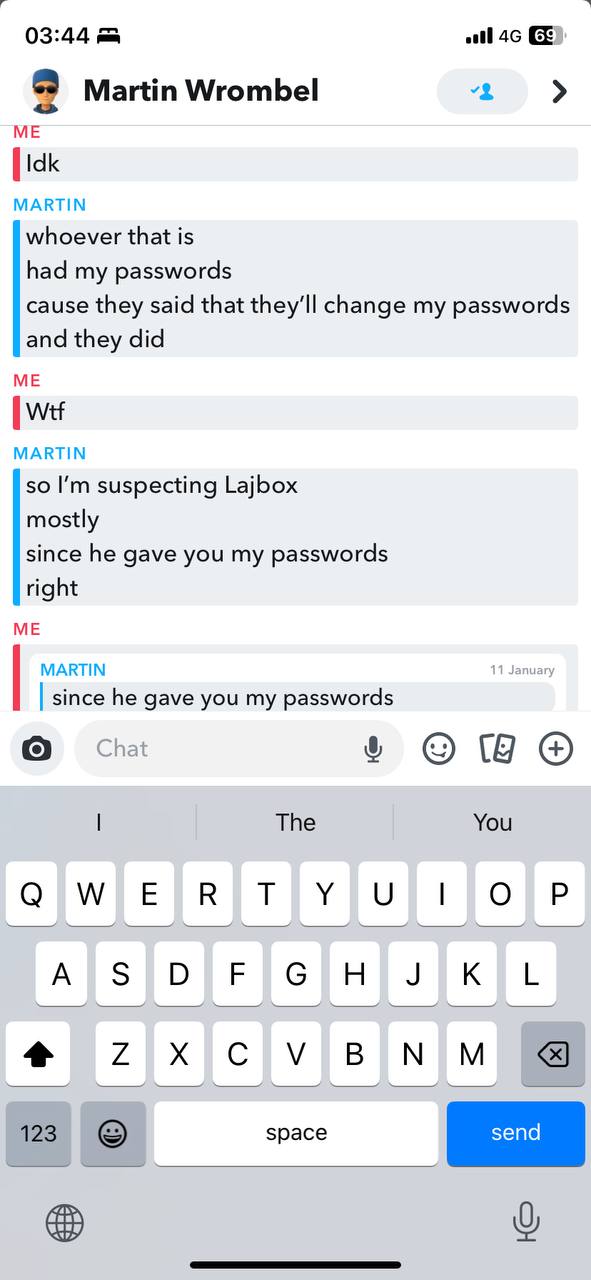 03:44
4G 69
Martin Wrombel
ME
Idk
MARTIN
whoever that is
had my passwords
cause they said that they’ll change my passwords
and they did
ME
Wtf
MARTIN
so I’m suspecting Lajbox
mostly
since he gave you my passwords
right
ME
MARTIN 11 January
since he gave you my passwords
Chat
I The You
Q W E R T Y U I O P
A S D F G H J K L
Z X C V B N M
123 space send